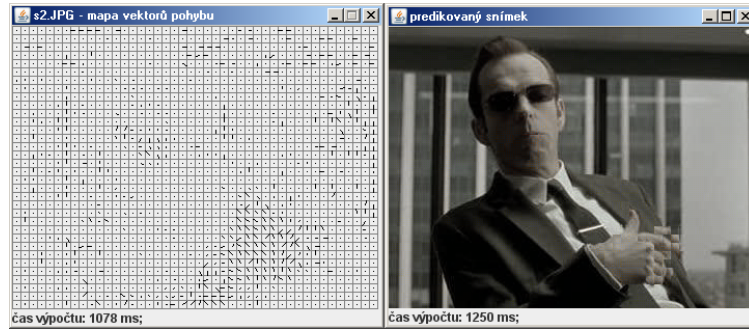 s2.JPG - mapa vektorů pohybu
predikovaný snímek
čas výpočtu: 1078 ms;
čas výpočtu: 1250 ms;